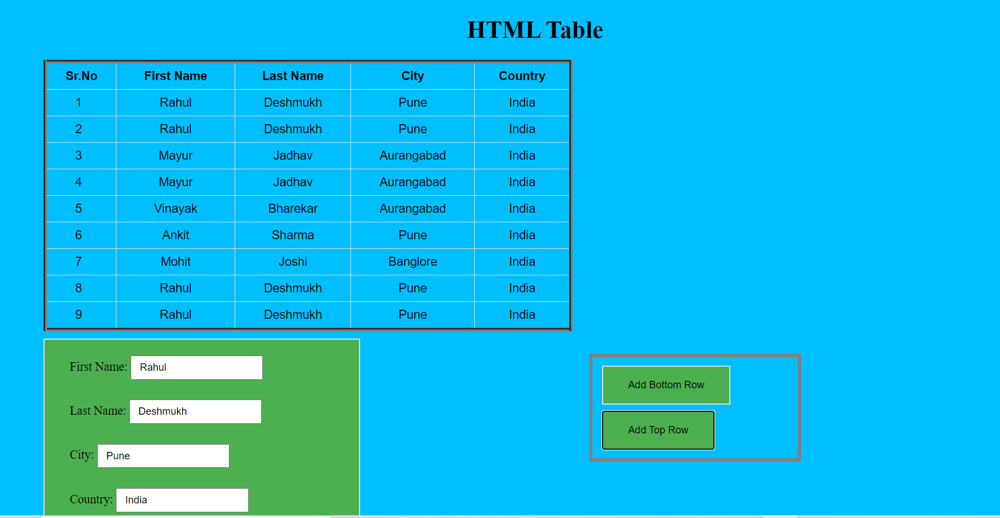 HTML Table
Sr.No First Name Last Name City Country
1 Rahul Deshmukh Pune India
2 Rahul Deshmukh Pune India
3 Mayur Jadhav Aurangabad India
4 Mayur Jadhav Aurangabad India
5 Vinayak Bharekar Aurangabad India
6 Ankit Sharma Pune India
7 Mohit Joshi Banglore India
8 Rahul Deshmukh Pune India
9 Rahul Deshmukh Pune India
First Name: Rahul
Last Name: Deshmukh
City: Pune
Country: India
Add Bottom Row
Add Top Row